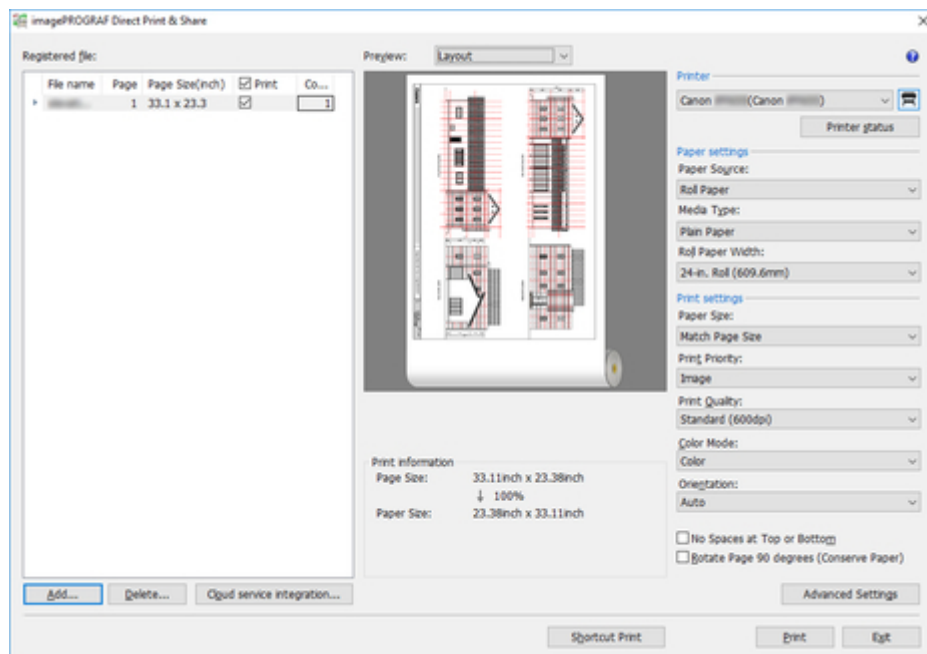 imagePROGRAF Direct Print & Share
Registered file:
File name Page Page Size(inch) Print Co...
1 33.1 x 23.3 1
Preview: Layout
Print information
Page Size: 33.11inch x 23.38inch
↓ 100%
Paper Size: 23.38inch x 33.11inch
Printer
Canon (Canon )
Printer status
Paper settings
Paper Source:
Roll Paper
Media Type:
Plain Paper
Roll Paper Width:
24-in. Roll (609.6mm)
Print settings
Paper Size:
Match Page Size
Print Priority:
Image
Print Quality:
Standard (600dpi)
Color Mode:
Color
Orientation:
Auto
No Spaces at Top or Bottom
Rotate Page 90 degrees (Conserve Paper)
Add... Delete... Cloud service integration... Advanced Settings
Shortcut Print Print Exit